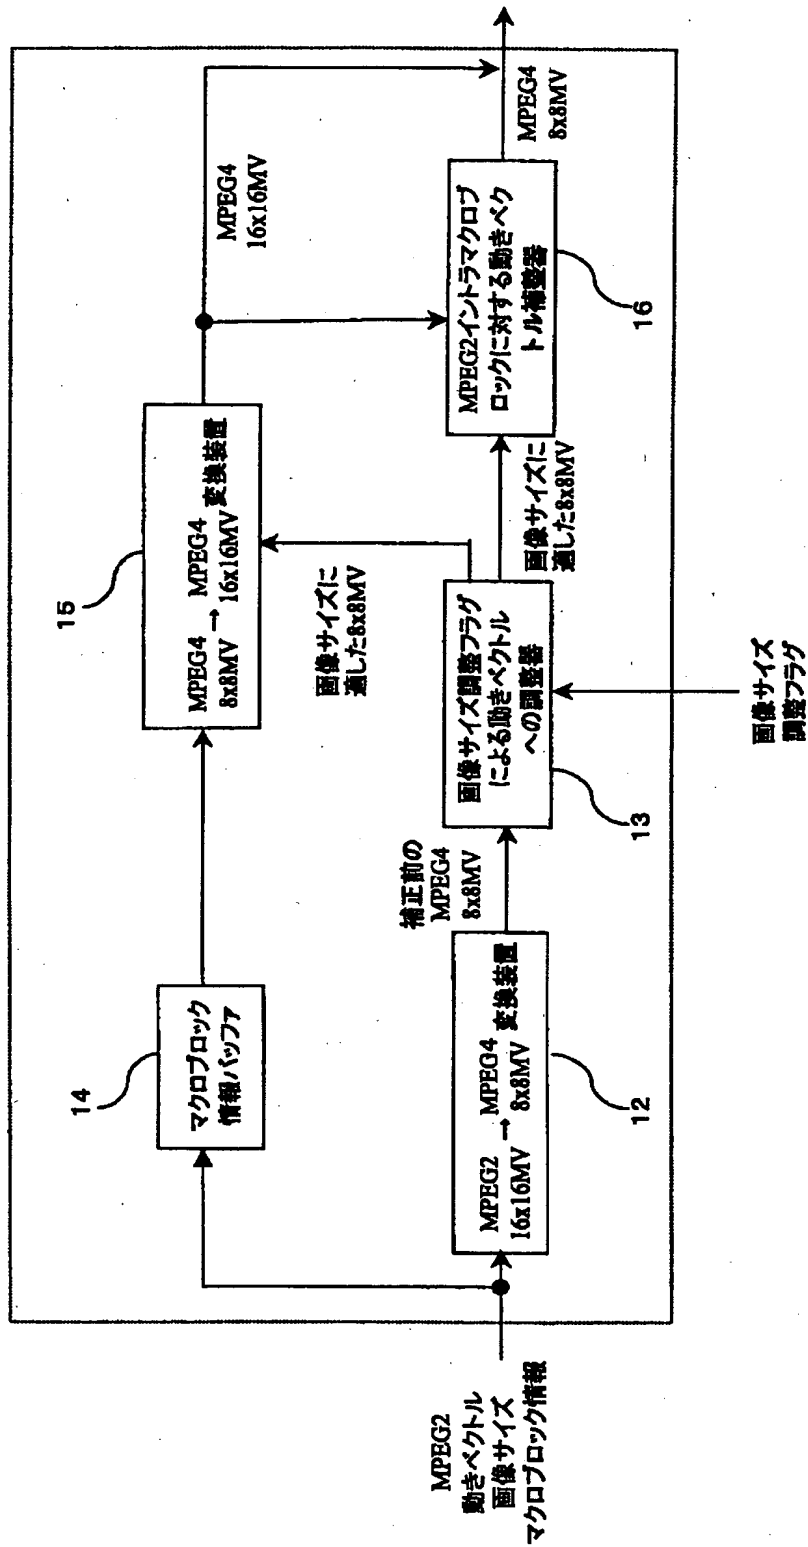 MPEG2
動きベクトル
画像サイズ
マクロブロック情報
14
マクロブロック
情報バッファ
MPEG2 → MPEG4 変換装置
16x16MV 8x8MV
12
補正前の
MPEG4
8x8MV
画像サイズ調整フラグ
による動きベクトル
への調整器
13
画像サイズ
調整フラグ
画像サイズに
適した8x8MV
15
MPEG4 → MPEG4 変換装置
8x8MV 16x16MV
画像サイズに
適した8x8MV
MPEG2イントラマクロブ
ロックに対する動きベク
トル補整器
16
MPEG4
16x16MV
MPEG4
8x8MV